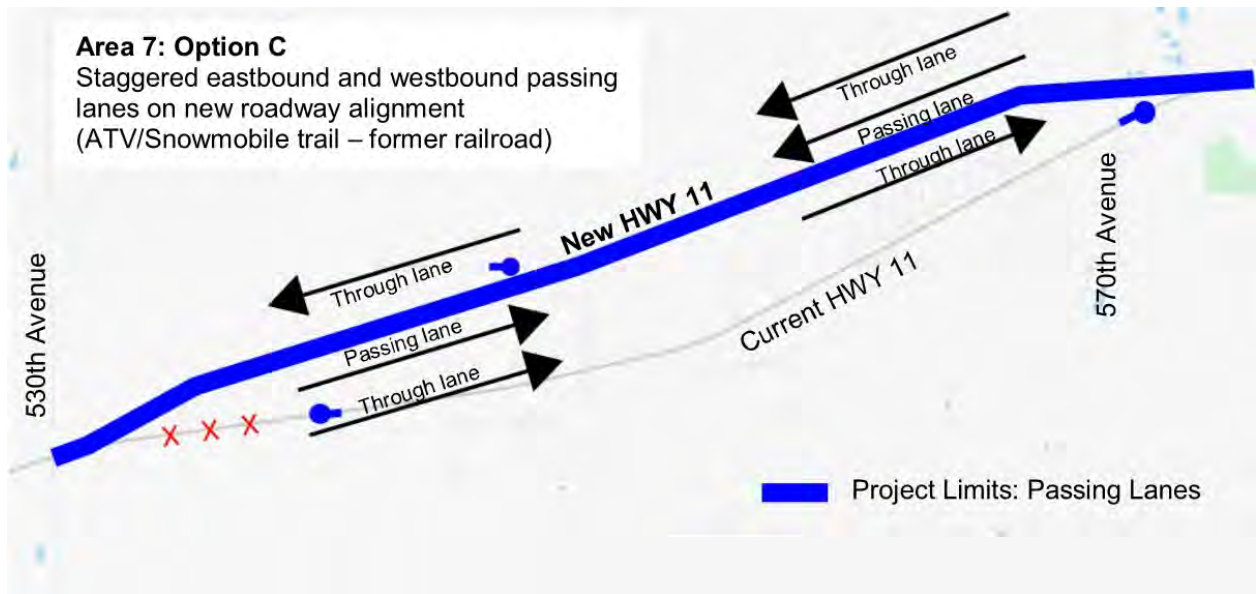 Area 7: Option C
Staggered eastbound and westbound passing
lanes on new roadway alignment
(ATV/Snowmobile trail – former railroad)
Through lane
Passing lane
Through lane
New HWY 11
Through lane
Passing lane
Through lane
Current HWY 11
530th Avenue
570th Avenue
X X X
Project Limits: Passing Lanes